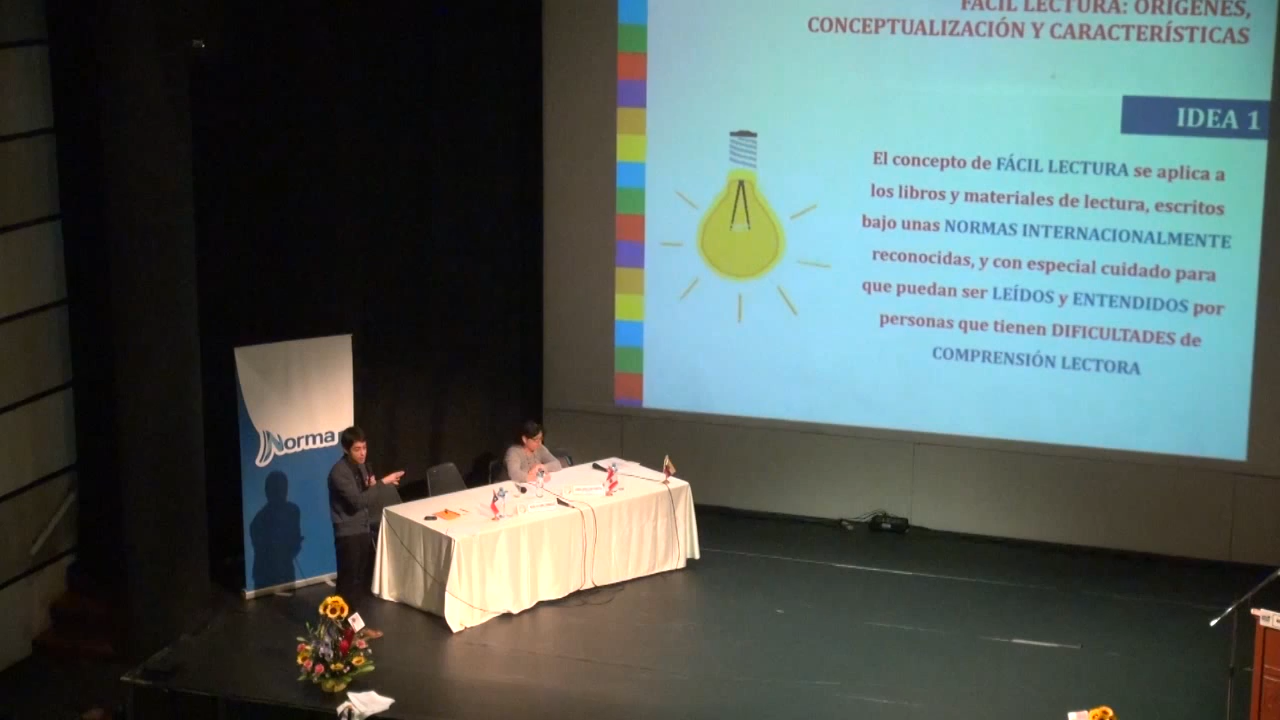 FÁCIL LECTURA: ORÍGENES,
CONCEPTUALIZACIÓN Y CARACTERÍSTICAS
IDEA 1
El concepto de FÁCIL LECTURA se aplica a
los libros y materiales de lectura, escritos
bajo unas NORMAS INTERNACIONALMENTE
reconocidas, y con especial cuidado para
que puedan ser LEÍDOS y ENTENDIDOS por
personas que tienen DIFICULTADES de
COMPRENSIÓN LECTORA
Norma